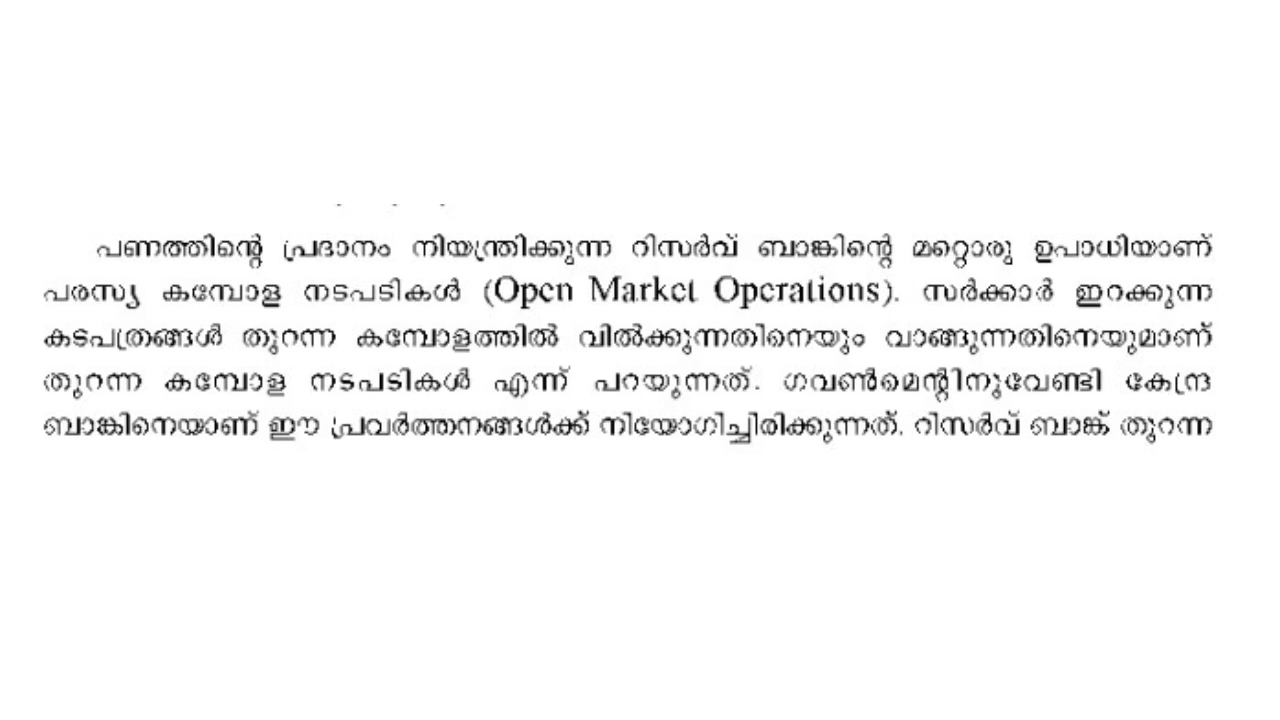 പണത്തിന്റെ പ്രദാനം നിയന്ത്രിക്കുന്ന റിസർവ് ബാങ്കിന്റെ മറ്റൊരു ഉപാധിയാണ്
പരസ്യ കമ്പോള നടപടികൾ (Open Market Operations). സർക്കാർ ഇറക്കുന്ന
കടപത്രങ്ങൾ തുറന്ന കമ്പോളത്തിൽ വിൽക്കുന്നതിനെയും വാങ്ങുന്നതിനെയുമാണ്
തുറന്ന കമ്പോള നടപടികൾ എന്ന് പറയുന്നത്. ഗവൺമെന്റിനുവേണ്ടി കേന്ദ്ര
ബാങ്കിനെയാണ് ഈ പ്രവർത്തനങ്ങൾക്ക് നിയോഗിച്ചിരിക്കുന്നത്. റിസർവ് ബാങ്ക് തുറന്ന